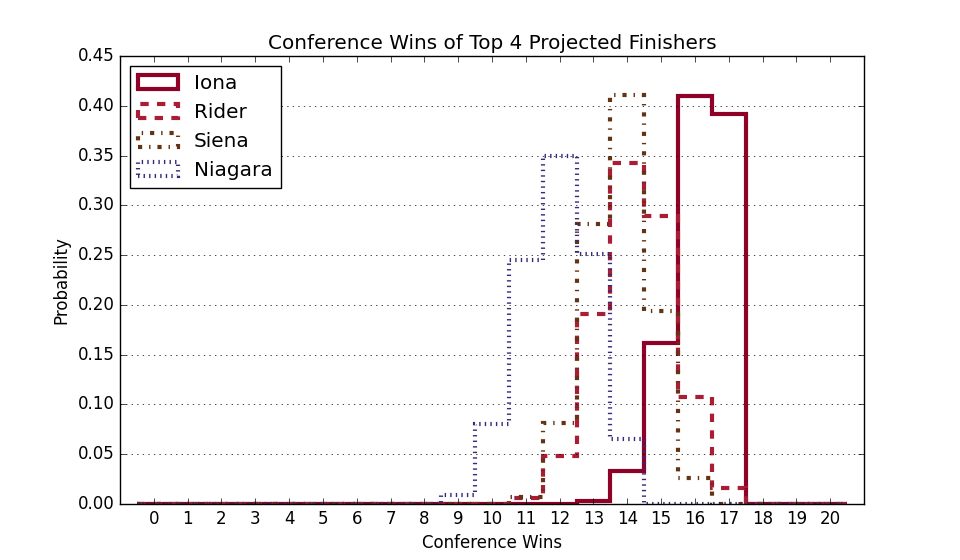 Conference Wins of Top 4 Projected Finishers
0.45
0.40
0.35
0.30
0.25
0.20
0.15
0.10
0.05
0.00
Probability
Iona
Rider
Siena
Niagara
0 1 2 3 4 5 6 7 8 9 10 11 12 13 14 15 16 17 18 19 20
Conference Wins